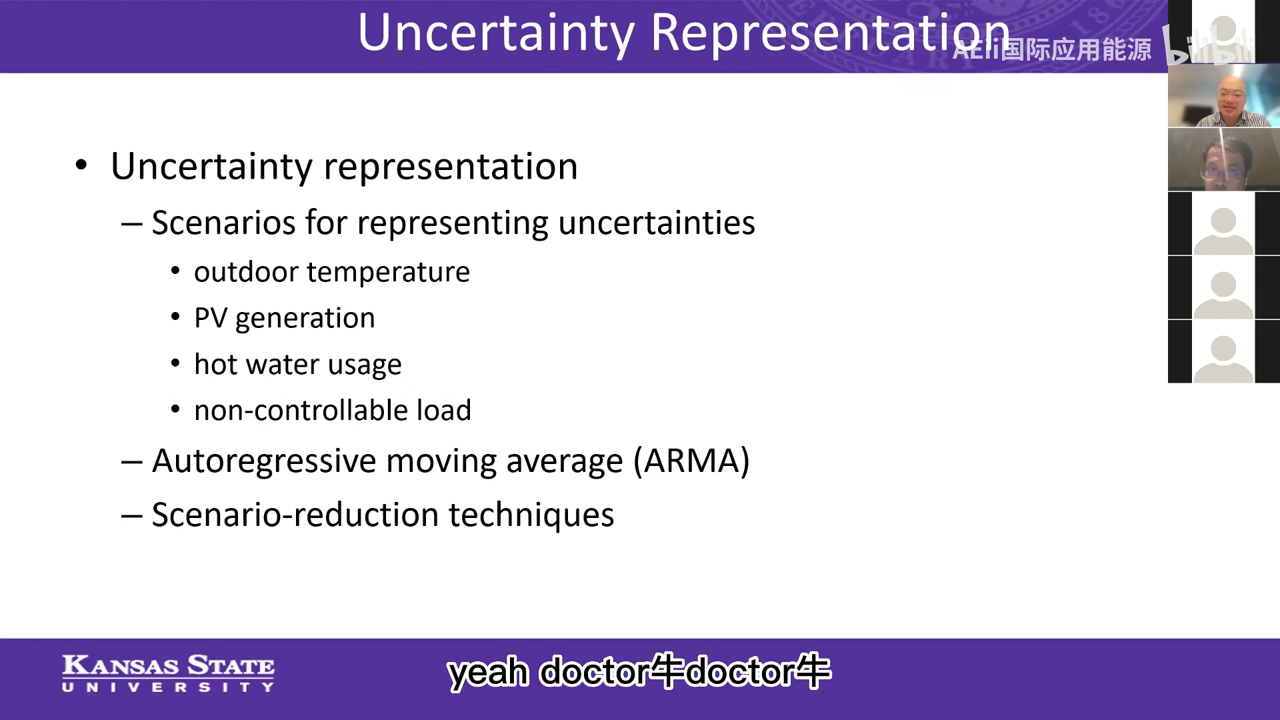 Uncertainty Representation
AEii国际应用能源 bilibili
• Uncertainty representation
– Scenarios for representing uncertainties
• outdoor temperature
• PV generation
• hot water usage
• non-controllable load
– Autoregressive moving average (ARMA)
– Scenario-reduction techniques
KANSAS STATE
UNIVERSITY
yeah doctor牛doctor牛